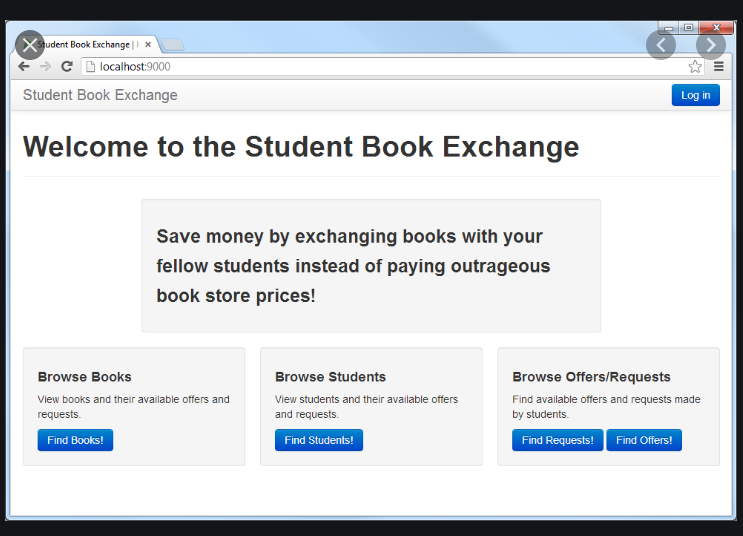 Student Book Exchange |
localhost:9000
Student Book Exchange
Log in
Welcome to the Student Book Exchange
Save money by exchanging books with your
fellow students instead of paying outrageous
book store prices!
Browse Books
View books and their available offers and
requests.
Find Books!
Browse Students
View students and their available offers
and requests.
Find Students!
Browse Offers/Requests
Find available offers and requests made
by students.
Find Requests! Find Offers!